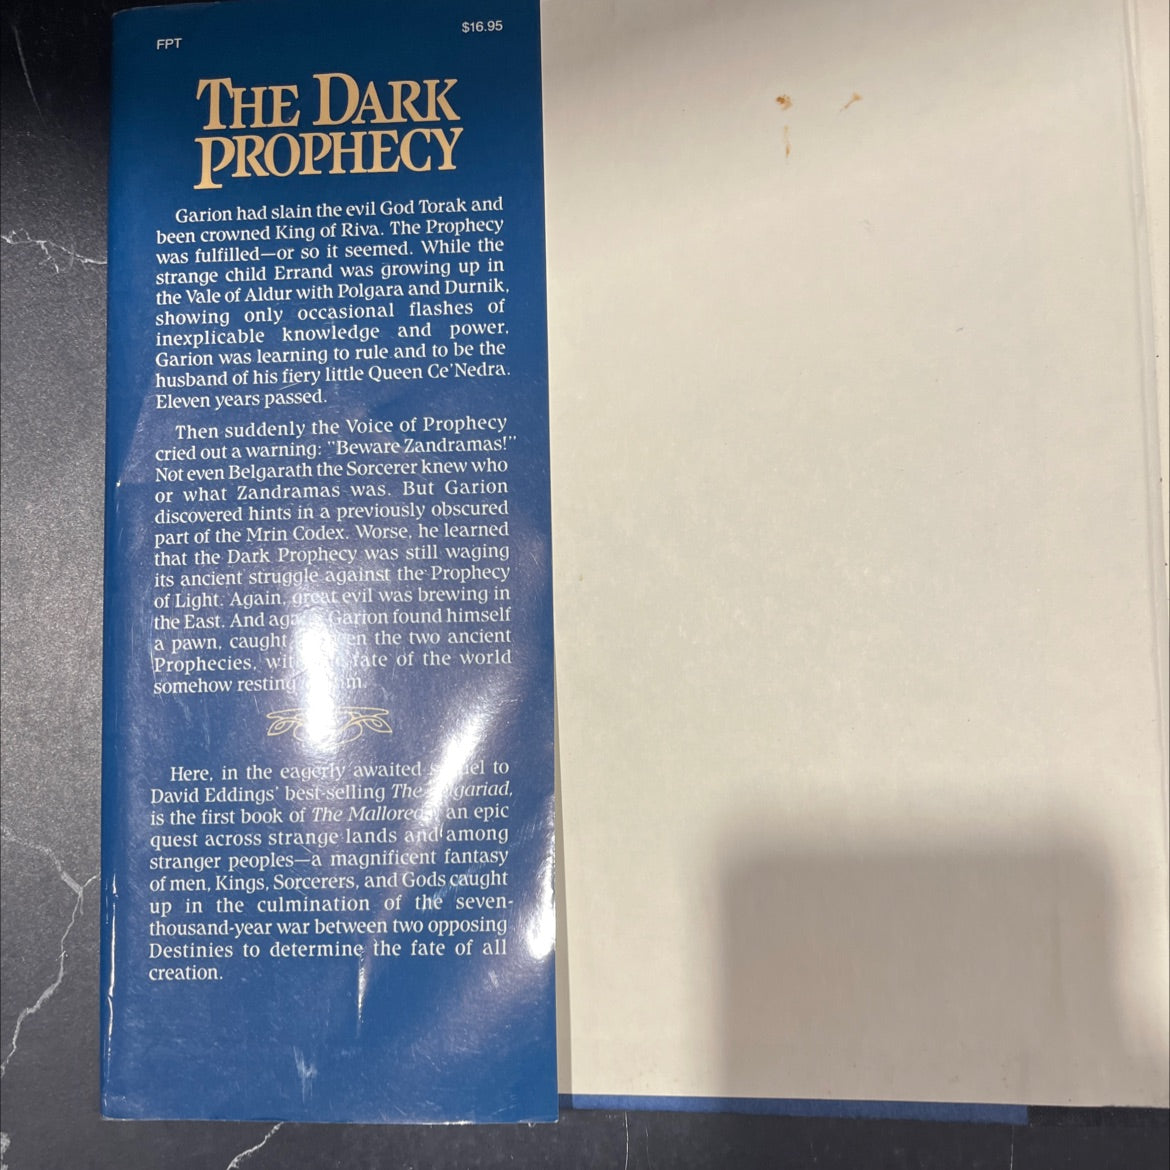 FPT
$16.95
THE DARK
PROPHECY
Garion had slain the evil God Torak and
been crowned King of Riva. The Prophecy
was fulfilled—or so it seemed. While the
strange child Errand was growing up in
the Vale of Aldur with Polgara and Durnik,
showing only occasional flashes of
inexplicable knowledge and power,
Garion was learning to rule and to be the
husband of his fiery little Queen Ce'Nedra.
Eleven years passed.
Then suddenly the Voice of Prophecy
cried out a warning: "Beware Zandramas!"
Not even Belgarath the Sorcerer knew who
or what Zandramas was. But Garion
discovered hints in a previously obscured
part of the Mrin Codex. Worse, he learned
that the Dark Prophecy was still waging
its ancient struggle against the Prophecy
of Light. Again, great evil was brewing in
the East. And again Garion found himself
a pawn, caught between the two ancient
Prophecies, with the fate of the world
somehow resting him.
Here, in the eagerly awaited sequel to
David Eddings' best-selling The Belgariad,
is the first book of The Malloreon, an epic
quest across strange lands and among
stranger peoples—a magnificent fantasy
of men, Kings, Sorcerers, and Gods caught
up in the culmination of the seven-
thousand-year war between two opposing
Destinies to determine the fate of all
creation.